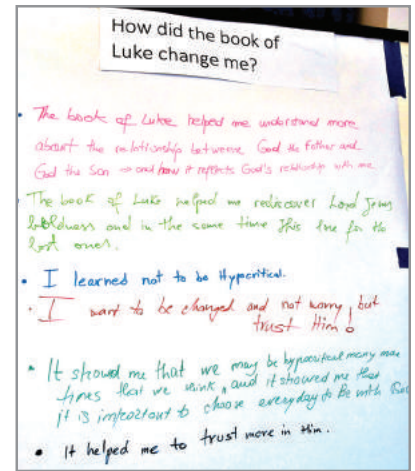 How did the book of
Luke change me?
• The book of Luke helped me understand more
about the relationship between God the Father and
God the Son → and how it reflects God's relationship with me
• The book of Luke helped me rediscover Lord Jesus
boldness and in the same time His love for the
lost ones.
• I learned not to be Hypocritical.
• I want to be changed and not worry, but
trust Him!
• It showed me that we may be hypocritical many more
times that we think, and it showed me that
it is important to choose everyday to Be with God
• It helped me to trust more in Him.